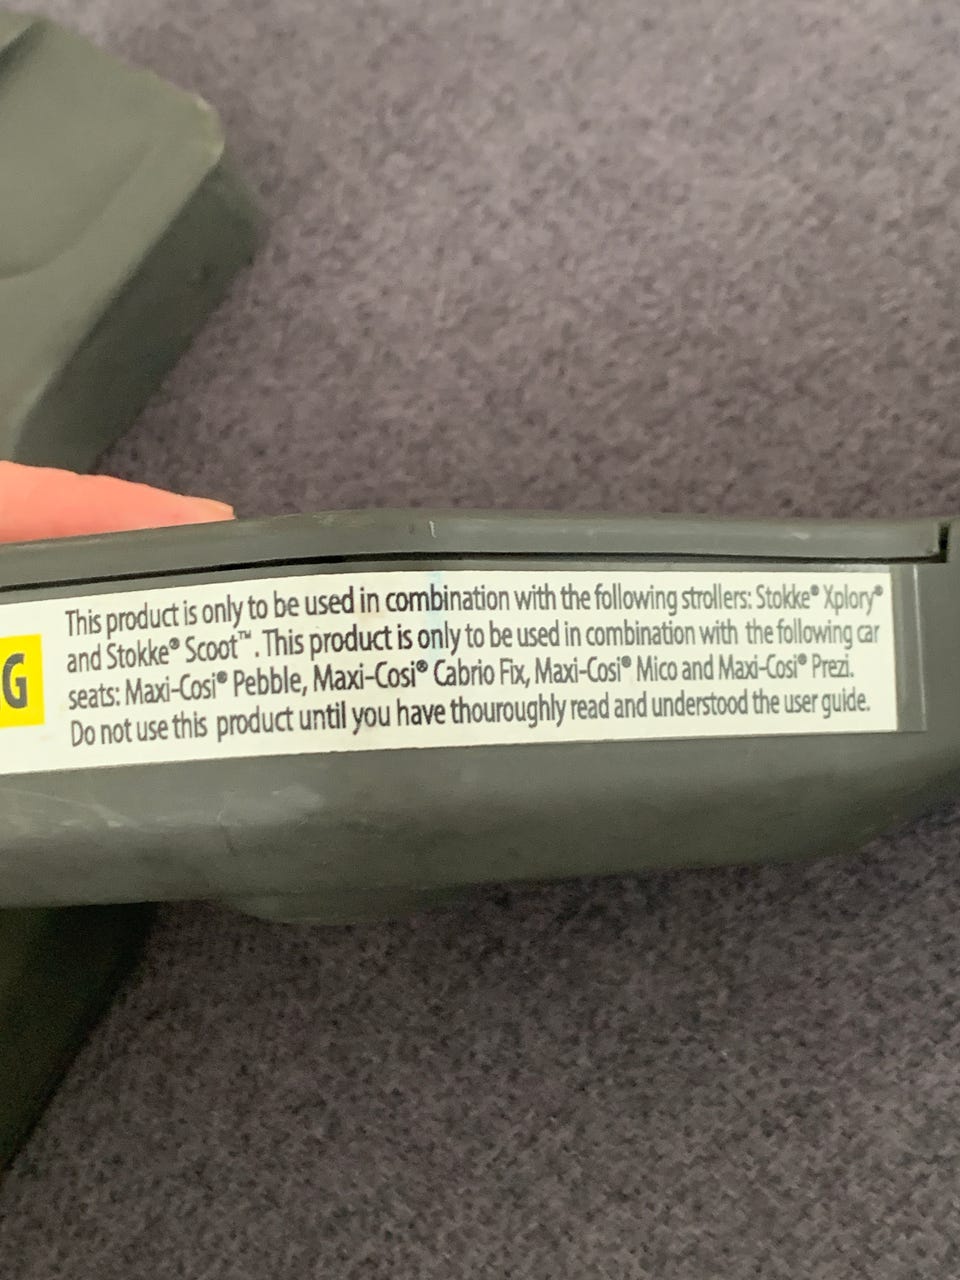 G
This product is only to be used in combination with the following strollers: Stokke® Xplory®
and Stokke® Scoot™. This product is only to be used in combination with the following car
seats: Maxi-Cosi® Pebble, Maxi-Cosi® Cabrio Fix, Maxi-Cosi® Mico and Maxi-Cosi® Prezi.
Do not use this product until you have thouroughly read and understood the user guide.